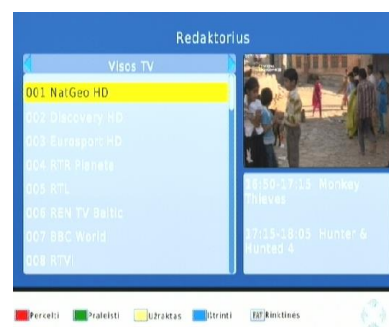 Redaktorius
Visos TV
001 NatGeo HD
002 Discovery HD
003 Eurosport HD
004 RTR Planeta
005 RTL
006 REN TV Baltic
007 BBC World
008 RTVi
16:50-17:15 Monkey
Thieves
17:15-18:05 Hunter &
Hunted 4
Perkelti
Praleisti
Užraktas
Ištrinti
FAV Rinktinės